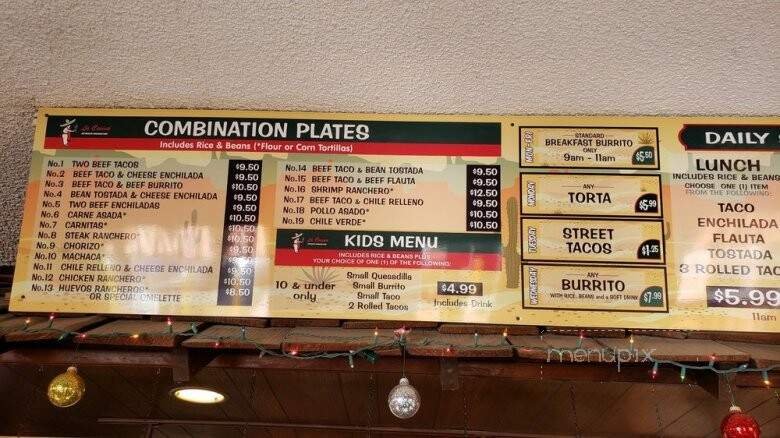 COMBINATION PLATES
Includes Rice & Beans (*Flour or Corn Tortillas)
No.1 TWO BEEF TACOS $9.50
No.2 BEEF TACO & CHEESE ENCHILADA $9.50
No.3 BEEF TACO & BEEF BURRITO $10.50
No.4 BEAN TOSTADA & CHEESE ENCHILADA $9.50
No.5 TWO BEEF ENCHILADAS $9.50
No.6 CARNE ASADA* $10.50
No.7 CARNITAS* $10.50
No.8 STEAK RANCHERO*
No.9 CHORIZO*
No.10 MACHACA*
No.11 CHILE RELLENO & CHEESE ENCHILADA
No.12 CHICKEN RANCHERO* $10.50
No.13 HUEVOS RANCHEROS* $8.50
OR SPECIAL OMELETTE
No.14 BEEF TACO & BEAN TOSTADA $9.50
No.15 BEEF TACO & BEEF FLAUTA $9.50
No.16 SHRIMP RANCHERO* $12.50
No.17 BEEF TACO & CHILE RELLENO $9.50
No.18 POLLO ASADO* $10.50
No.19 CHILE VERDE* $10.50
KIDS MENU
INCLUDES RICE & BEANS PLUS
YOUR CHOICE OF ONE (1) OF THE FOLLOWING:
10 & under
only
Small Quesadilla
Small Burrito
Small Taco
2 Rolled Tacos
$4.99
Includes Drink
MON-FRI
STANDARD
BREAKFAST BURRITO
ONLY
9am - 11am
$5.50
MONDAY
ANY
TORTA
$5.99
TUESDAY
STREET
TACOS
$1.25
WEDNESDAY
ANY
BURRITO
WITH RICE, BEANS and a SOFT DRINK
$7.99
DAILY
LUNCH
INCLUDES RICE & BEANS
CHOOSE ONE (1) ITEM
FROM THE FOLLOWING:
TACO
ENCHILADA
FLAUTA
TOSTADA
3 ROLLED TAC
$5.99
11am
menupix